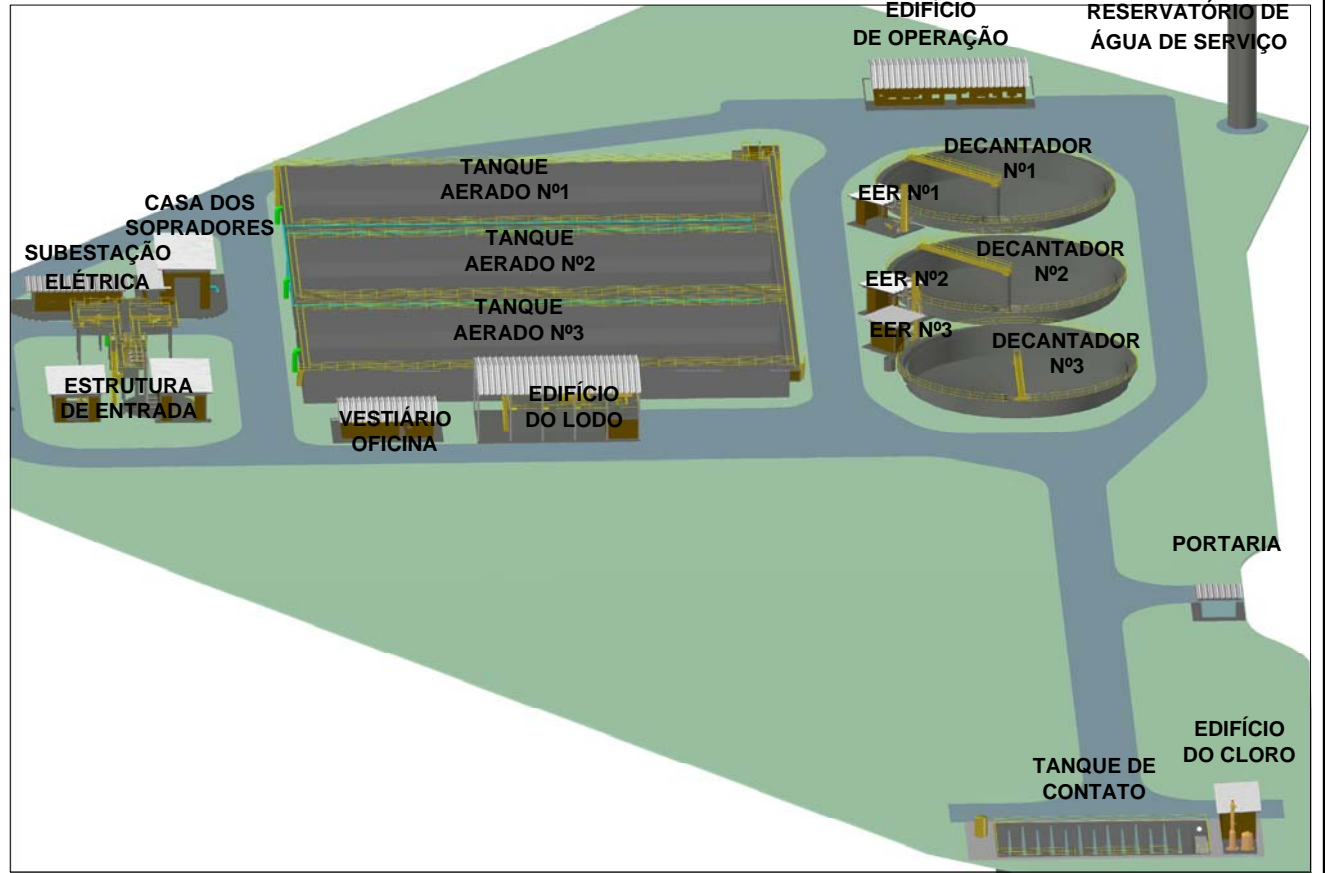 EDIFÍCIO
DE OPERAÇÃO
RESERVATÓRIO DE
ÁGUA DE SERVIÇO
DECANTADOR
Nº1
TANQUE
AERADO Nº1
EER Nº1
CASA DOS
SOPRADORES
SUBESTAÇÃO
ELÉTRICA
TANQUE
AERADO Nº2
DECANTADOR
Nº2
EER Nº2
TANQUE
AERADO Nº3
EER Nº3
DECANTADOR
Nº3
ESTRUTURA
DE ENTRADA
EDIFÍCIO
DO LODO
VESTIÁRIO
OFICINA
PORTARIA
EDIFÍCIO
DO CLORO
TANQUE DE
CONTATO